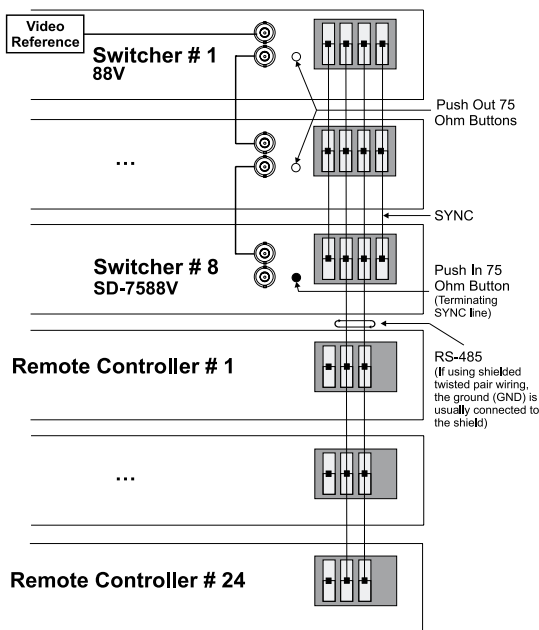 Video
Reference
Switcher # 1
88V
Push Out 75
Ohm Buttons
...
SYNC
Switcher # 8
SD-7588V
Push In 75
Ohm Button
(Terminating
SYNC line)
Remote Controller # 1
RS-485
(If using shielded
twisted pair wiring,
the ground (GND) is
usually connected to
the shield)
...
Remote Controller # 24